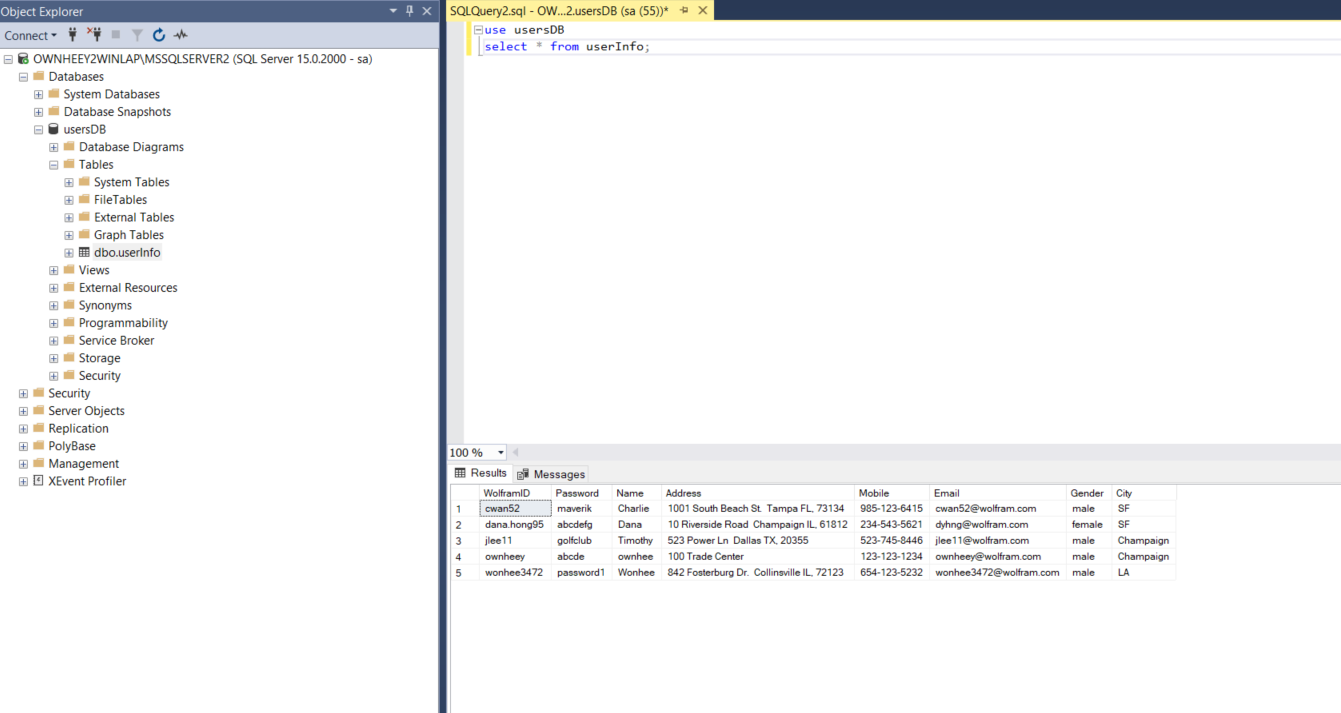 Object Explorer
Connect
OWNHEEY2WINLAP\MSSQLSERVER2 (SQL Server 15.0.2000 - sa)
Databases
System Databases
Database Snapshots
usersDB
Database Diagrams
Tables
System Tables
FileTables
External Tables
Graph Tables
dbo.userInfo
Views
External Resources
Synonyms
Programmability
Service Broker
Storage
Security
Security
Server Objects
Replication
PolyBase
Management
XEvent Profiler
SQLQuery2.sql - OW...2.usersDB (sa (55))*
use usersDB
select * from userInfo;
100 %
Results Messages
WolframID Password Name Address Mobile Email Gender City
1 cwan52 maverik Charlie 1001 South Beach St. Tampa FL, 73134 985-123-6415 cwan52@wolfram.com male SF
2 dana.hong95 abcdefg Dana 10 Riverside Road Champaign IL, 61812 234-543-5621 dyhng@wolfram.com female SF
3 jlee11 golfclub Timothy 523 Power Ln Dallas TX, 20355 523-745-8446 jlee11@wolfram.com male Champaign
4 ownheey abcde ownhee 100 Trade Center 123-123-1234 ownheey@wolfram.com male Champaign
5 wonhee3472 password1 Wonhee 842 Fosterburg Dr. Collinsville IL, 72123 654-123-5232 wonhee3472@wolfram.com male LA